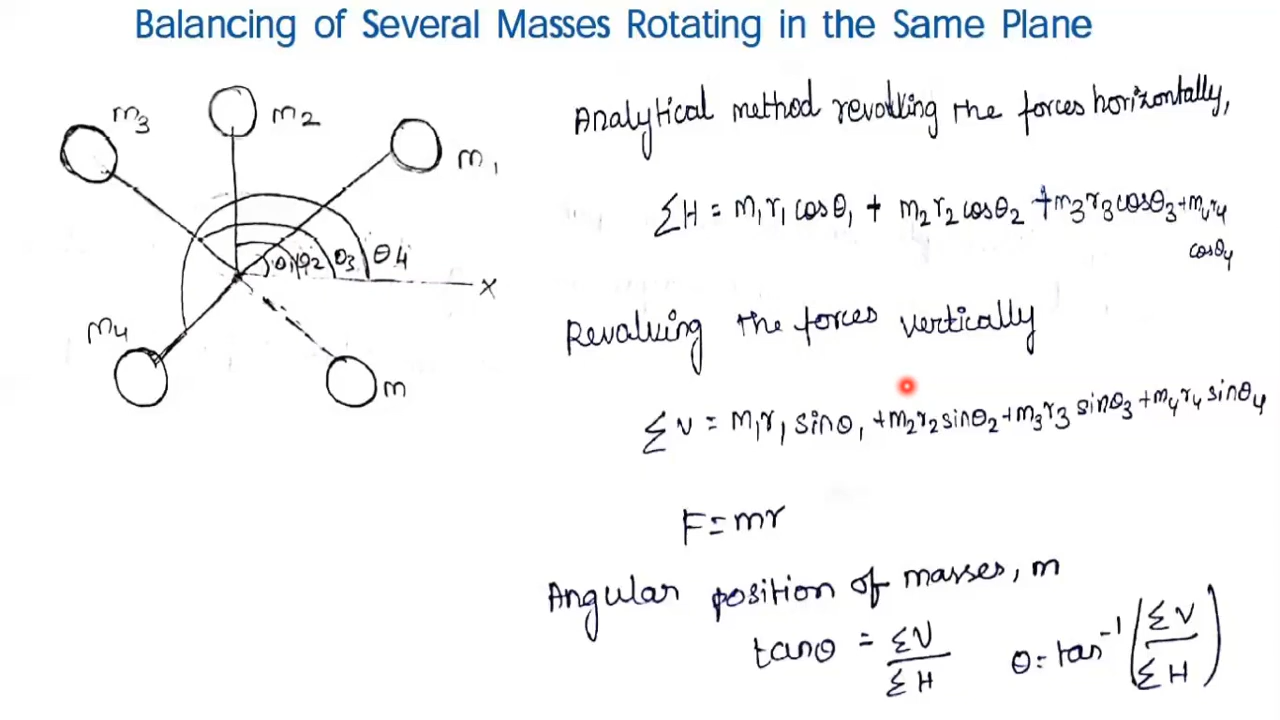 Balancing of Several Masses Rotating in the Same Plane
m3
m2
m1
θ1 θ2 θ3 θ4
x
m4
m
Analytical method revolking the forces horizontally,
ΣH = m1r1 cosθ1 + m2r2 cosθ2 + m3r3 cosθ3 + m4r4
cosθ4
Revalving the forces vertically
ΣV = m1r1 sinθ1 + m2r2 sinθ2 + m3r3 sinθ3 + m4r4 sinθ4
F = mr
Angular position of masses, m
tanθ = ΣV / ΣH   θ = tan⁻¹ (ΣV / ΣH)